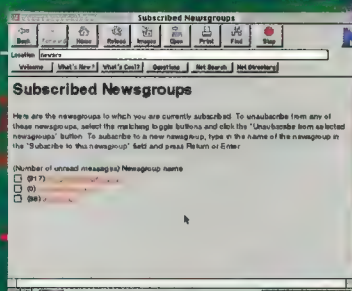 Subscribed Newsgroups
Back Forward Home Reload Images Open Print Find Stop
Location: newsrc:
Welcome What's New? What's Cool? Questions Net Search Net Directory
Subscribed Newsgroups
Here are the newsgroups to which you are currently subscribed. To unsubscribe from any of
these newsgroups, select the matching toggle buttons and click the "Unsubscribe from selected
newsgroups" button. To subscribe to a new newsgroup, type in the name of the newsgroup in
the "Subscribe to this newsgroup" field and press Return or Enter.
(Number of unread messages) Newsgroup name
(917)
(0)
(98)